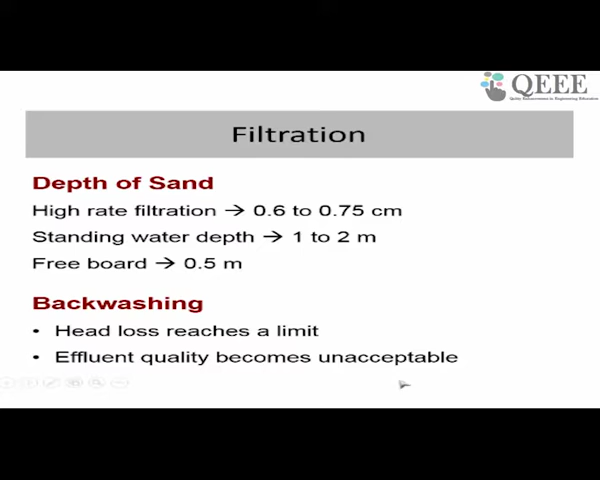 QEEE
Quality Enhancement in Engineering Education
Filtration
Depth of Sand
High rate filtration → 0.6 to 0.75 cm
Standing water depth → 1 to 2 m
Free board → 0.5 m
Backwashing
• Head loss reaches a limit
• Effluent quality becomes unacceptable